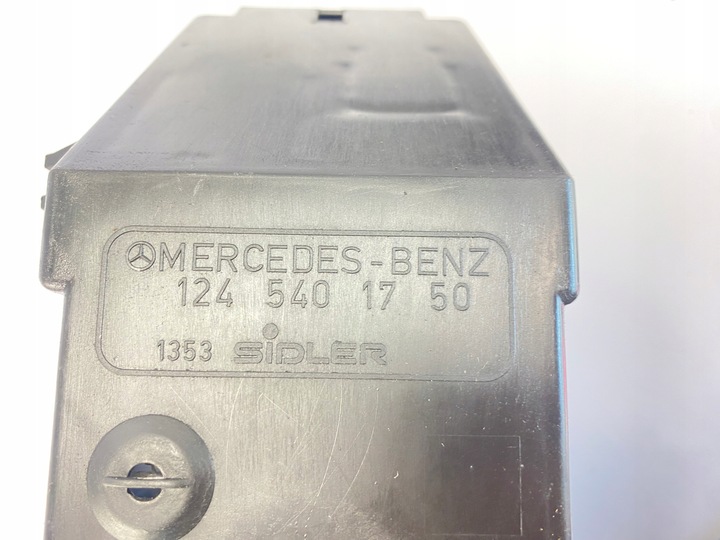 MERCEDES-BENZ
124 540 17 50
1353 SiDLER